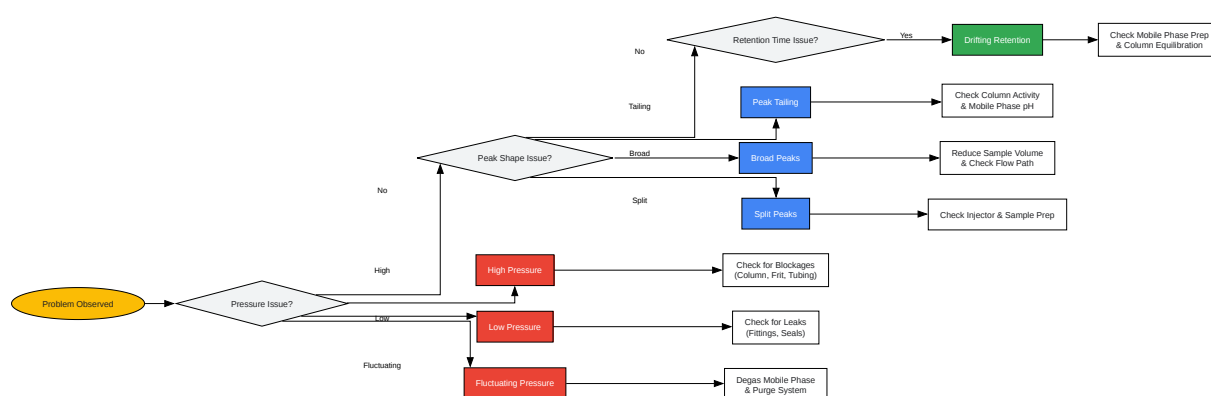 Retention Time Issue?
Yes
Drifting Retention
Check Mobile Phase Prep
& Column Equilibration
No
Tailing
Peak Tailing
Check Column Activity
& Mobile Phase pH
Peak Shape Issue?
Broad
Broad Peaks
Reduce Sample Volume
& Check Flow Path
No
Split
Split Peaks
Check Injector & Sample Prep
High
High Pressure
Check for Blockages
(Column, Frit, Tubing)
Problem Observed
Pressure Issue?
Low
Low Pressure
Check for Leaks
(Fittings, Seals)
Fluctuating
Fluctuating Pressure
Degas Mobile Phase
& Purge System